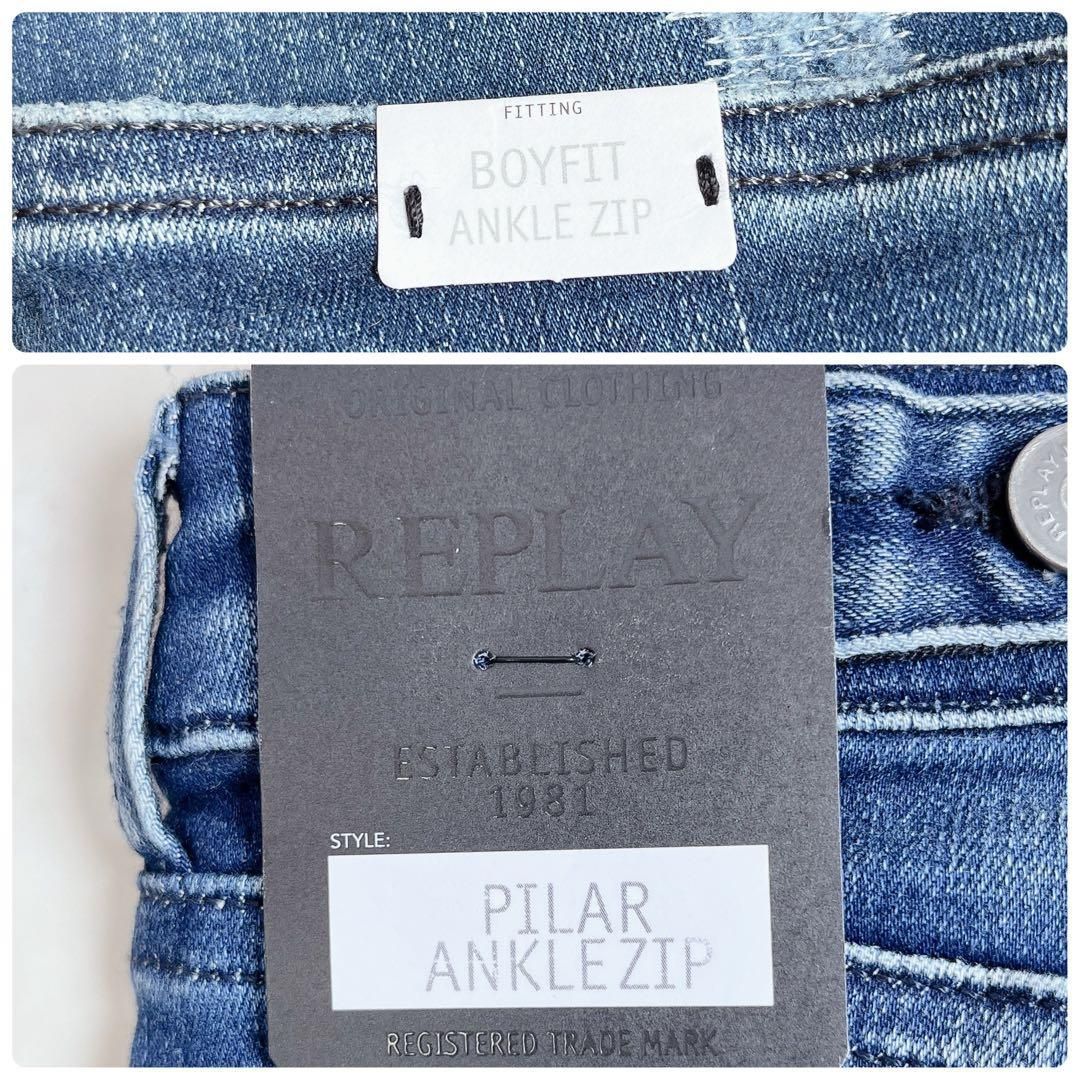 FITTING
BOYFIT
ANKLE ZIP
ORIGINAL CLOTHING
REPLAY
REPLAY
ESTABLISHED
1981
STYLE:
PILAR
ANKLE ZIP
REGISTERED TRADE MARK